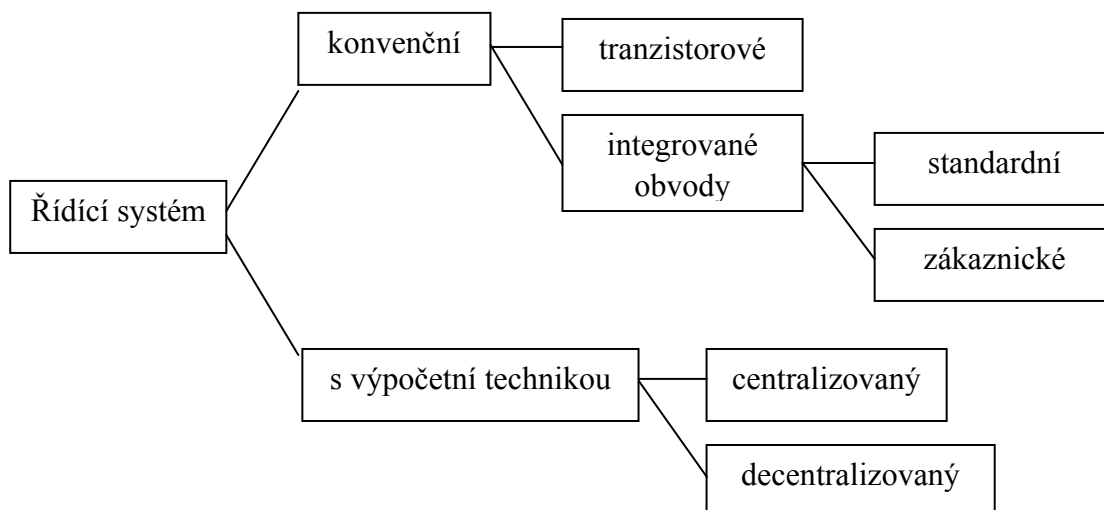 konvenční
tranzistorové
integrované
obvody
standardní
Řídící systém
zákaznické
s výpočetní technikou
centralizovaný
decentralizovaný